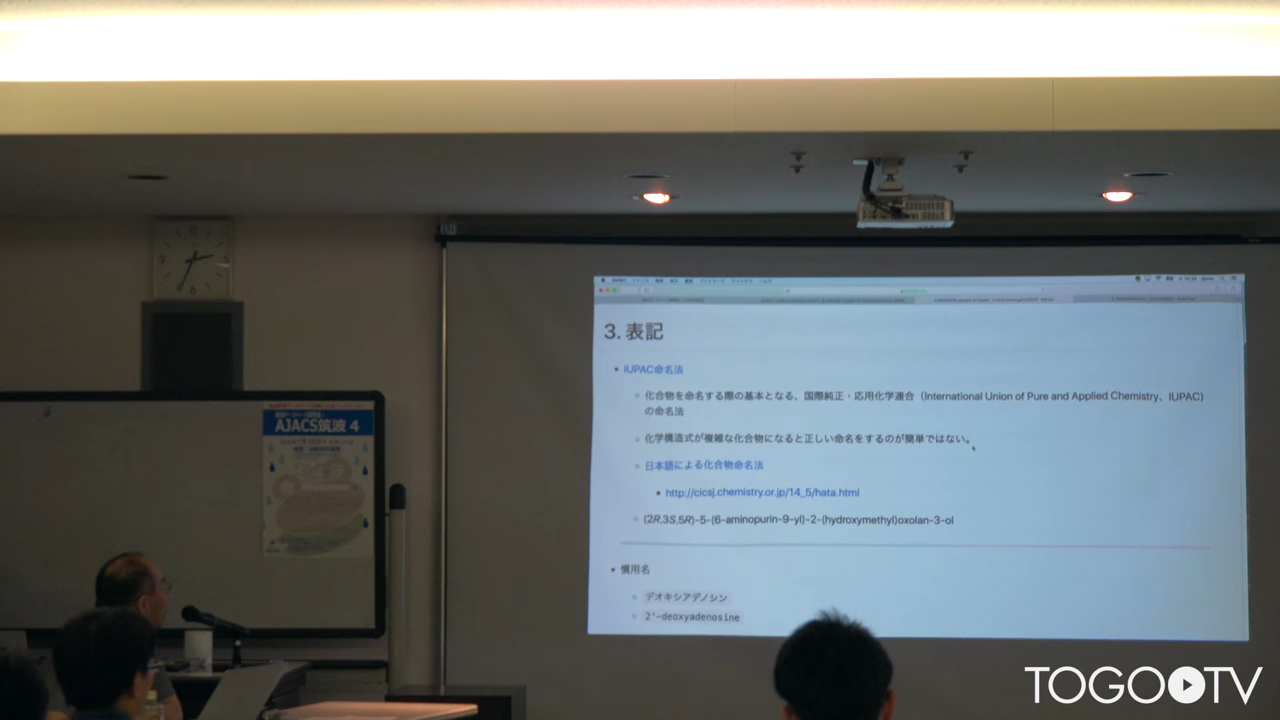 AJACS筑波 4
3. 表記
• IUPAC命名法
◦ 化合物を命名する際の基本となる、国際純正・応用化学連合（International Union of Pure and Applied Chemistry、IUPAC)
の命名法
◦ 化学構造式が複雑な化合物になると正しい命名をするのが簡単ではない。
◦ 日本語による化合物命名法
▪ http://cicsj.chemistry.or.jp/14_5/hata.html
◦ (2R,3S,5R)-5-(6-aminopurin-9-yl)-2-(hydroxymethyl)oxolan-3-ol
• 慣用名
◦ デオキシアデノシン
◦ 2'-deoxyadenosine
TOGO TV